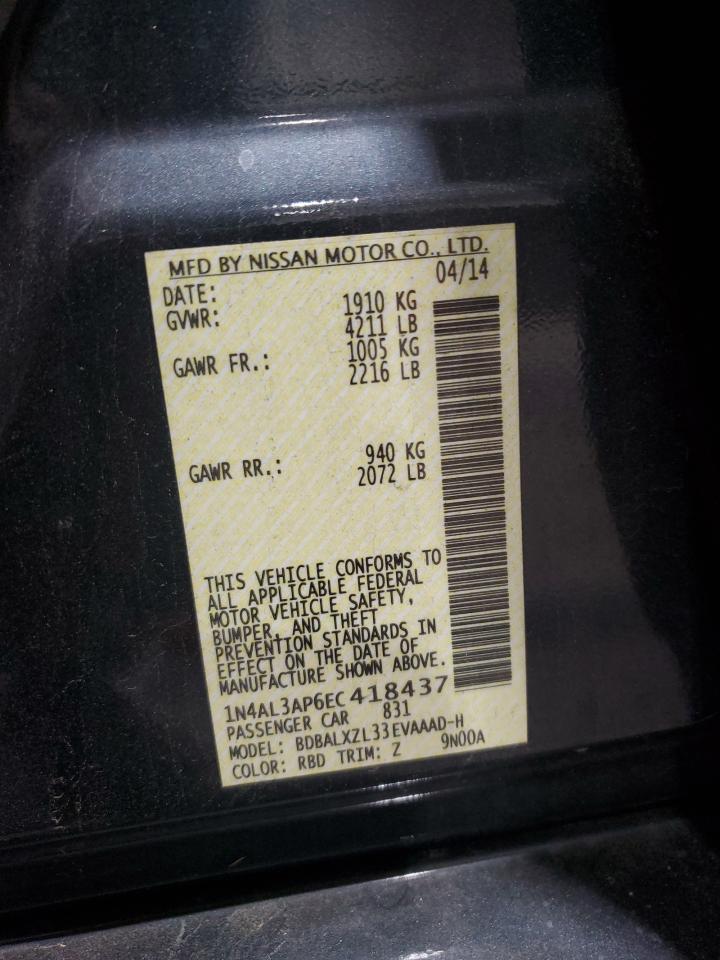 MFD BY NISSAN MOTOR CO., LTD.
DATE: 04/14
GVWR: 1910 KG
4211 LB
GAWR FR.: 1005 KG
2216 LB
GAWR RR.: 940 KG
2072 LB
THIS VEHICLE CONFORMS TO
ALL APPLICABLE FEDERAL
MOTOR VEHICLE SAFETY,
BUMPER, AND THEFT
PREVENTION STANDARDS IN
EFFECT ON THE DATE OF
MANUFACTURE SHOWN ABOVE.
1N4AL3AP6EC418437
PASSENGER CAR 831
MODEL: BDBALXZL33EVAAAD-H
COLOR: RBD TRIM: Z 9N00A